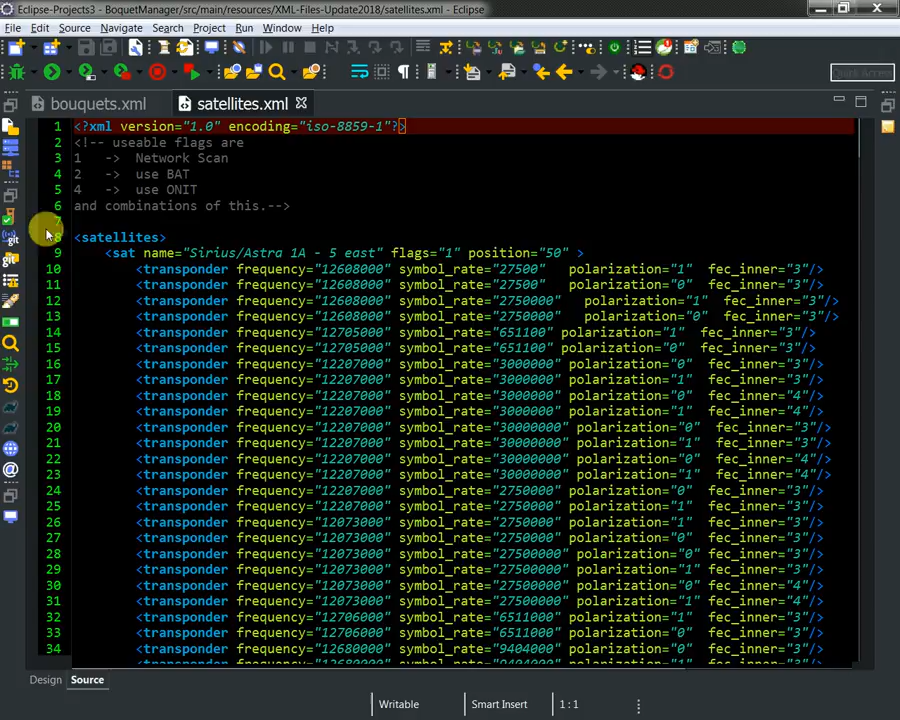 Eclipse-Projects3 - BoquetManager/src/main/resources/XML-Files-Update2018/satellites.xml - Eclipse
File Edit Source Navigate Search Project Run Window Help
Quick Access
bouquets.xml satellites.xml
1 <?xml version="1.0" encoding="iso-8859-1"?>
2 <!-- useable flags are
3 1 -> Network Scan
4 2 -> use BAT
5 4 -> use ONIT
6 and combinations of this.-->
7
8 <satellites>
9 <sat name="Sirius/Astra 1A - 5 east" flags="1" position="50" >
10 <transponder frequency="12608000" symbol_rate="27500" polarization="1" fec_inner="3"/>
11 <transponder frequency="12608000" symbol_rate="27500" polarization="0" fec_inner="3"/>
12 <transponder frequency="12608000" symbol_rate="2750000" polarization="1" fec_inner="3"/>
13 <transponder frequency="12608000" symbol_rate="2750000" polarization="0" fec_inner="3"/>
14 <transponder frequency="12705000" symbol_rate="651100" polarization="1" fec_inner="3"/>
15 <transponder frequency="12705000" symbol_rate="651100" polarization="0" fec_inner="3"/>
16 <transponder frequency="12207000" symbol_rate="3000000" polarization="0" fec_inner="3"/>
17 <transponder frequency="12207000" symbol_rate="3000000" polarization="1" fec_inner="3"/>
18 <transponder frequency="12207000" symbol_rate="3000000" polarization="0" fec_inner="4"/>
19 <transponder frequency="12207000" symbol_rate="3000000" polarization="1" fec_inner="4"/>
20 <transponder frequency="12207000" symbol_rate="30000000" polarization="0" fec_inner="3"/>
21 <transponder frequency="12207000" symbol_rate="30000000" polarization="1" fec_inner="3"/>
22 <transponder frequency="12207000" symbol_rate="30000000" polarization="0" fec_inner="4"/>
23 <transponder frequency="12207000" symbol_rate="30000000" polarization="1" fec_inner="4"/>
24 <transponder frequency="12207000" symbol_rate="2750000" polarization="0" fec_inner="3"/>
25 <transponder frequency="12207000" symbol_rate="2750000" polarization="1" fec_inner="3"/>
26 <transponder frequency="12073000" symbol_rate="2750000" polarization="1" fec_inner="3"/>
27 <transponder frequency="12073000" symbol_rate="2750000" polarization="0" fec_inner="3"/>
28 <transponder frequency="12073000" symbol_rate="27500000" polarization="0" fec_inner="3"/>
29 <transponder frequency="12073000" symbol_rate="27500000" polarization="1" fec_inner="3"/>
30 <transponder frequency="12073000" symbol_rate="27500000" polarization="0" fec_inner="4"/>
31 <transponder frequency="12073000" symbol_rate="27500000" polarization="1" fec_inner="4"/>
32 <transponder frequency="12706000" symbol_rate="6511000" polarization="1" fec_inner="3"/>
33 <transponder frequency="12706000" symbol_rate="6511000" polarization="0" fec_inner="3"/>
34 <transponder frequency="12680000" symbol_rate="9404000" polarization="0" fec_inner="3"/>
Design Source
Writable Smart Insert 1:1